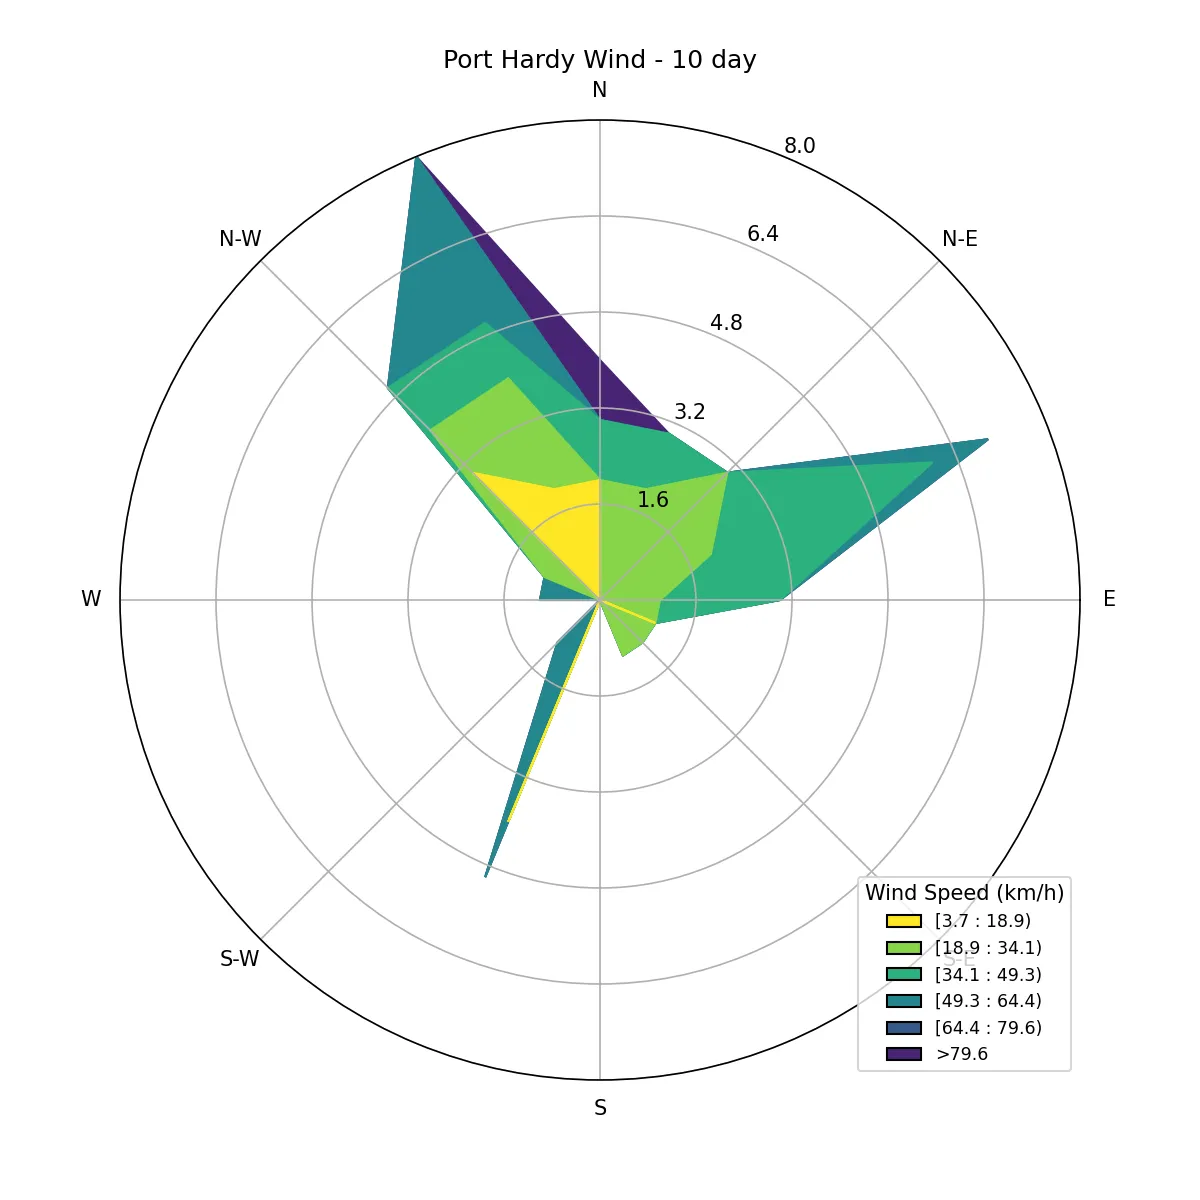 Port Hardy Wind - 10 day
N
8.0
N-W
6.4
N-E
4.8
3.2
1.6
W
E
S-W
S-E
S
Wind Speed (km/h)
[3.7 : 18.9)
[18.9 : 34.1)
[34.1 : 49.3)
[49.3 : 64.4)
[64.4 : 79.6)
>79.6